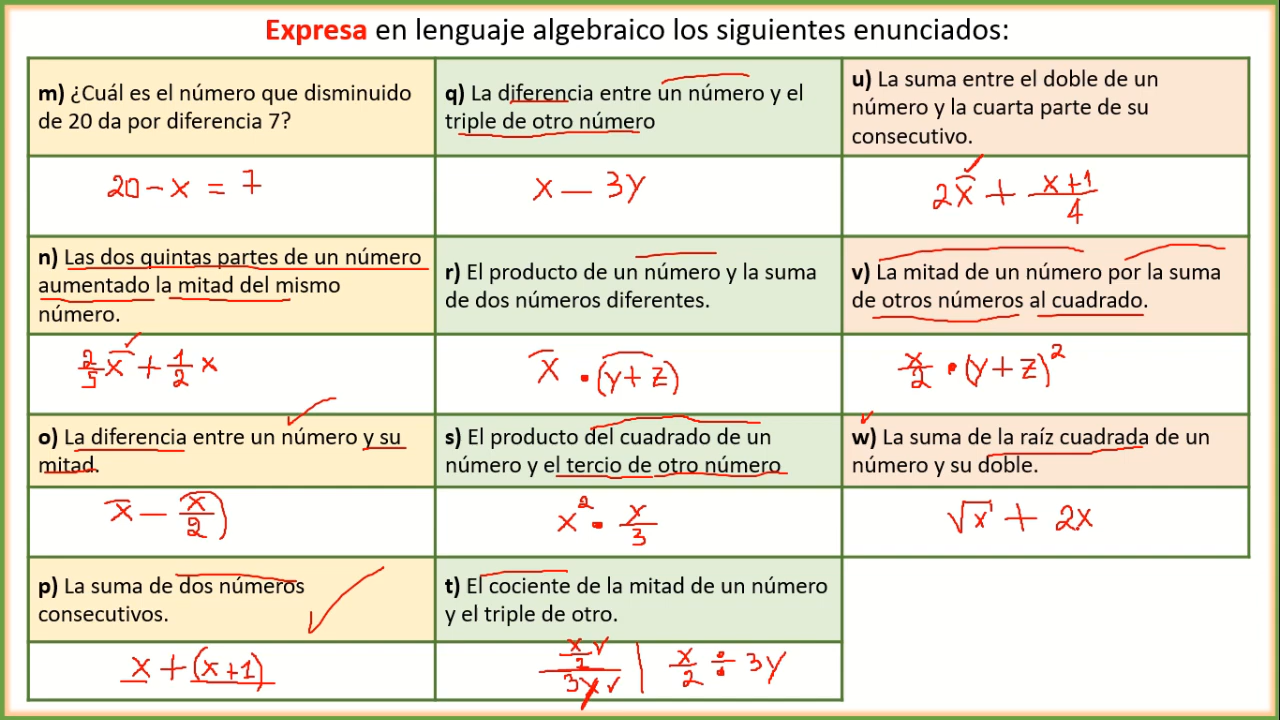 Expresa en lenguaje algebraico los siguientes enunciados:
m) ¿Cuál es el número que disminuido
de 20 da por diferencia 7?
q) La diferencia entre un número y el
triple de otro número
u) La suma entre el doble de un
número y la cuarta parte de su
consecutivo.
20 - x = 7
x - 3y
2x + (x+1)/4
n) Las dos quintas partes de un número
aumentado la mitad del mismo
número.
r) El producto de un número y la suma
de dos números diferentes.
v) La mitad de un número por la suma
de otros números al cuadrado.
2/5 x + 1/2 x
x · (y + z)
x/2 · (y + z)²
o) La diferencia entre un número y su
mitad.
s) El producto del cuadrado de un
número y el tercio de otro número
w) La suma de la raíz cuadrada de un
número y su doble.
x - x/2
x² · y/3
√x + 2x
p) La suma de dos números
consecutivos.
t) El cociente de la mitad de un número
y el triple de otro.
x + (x+1)
(x/2)/(3y) | x/2 ÷ 3y